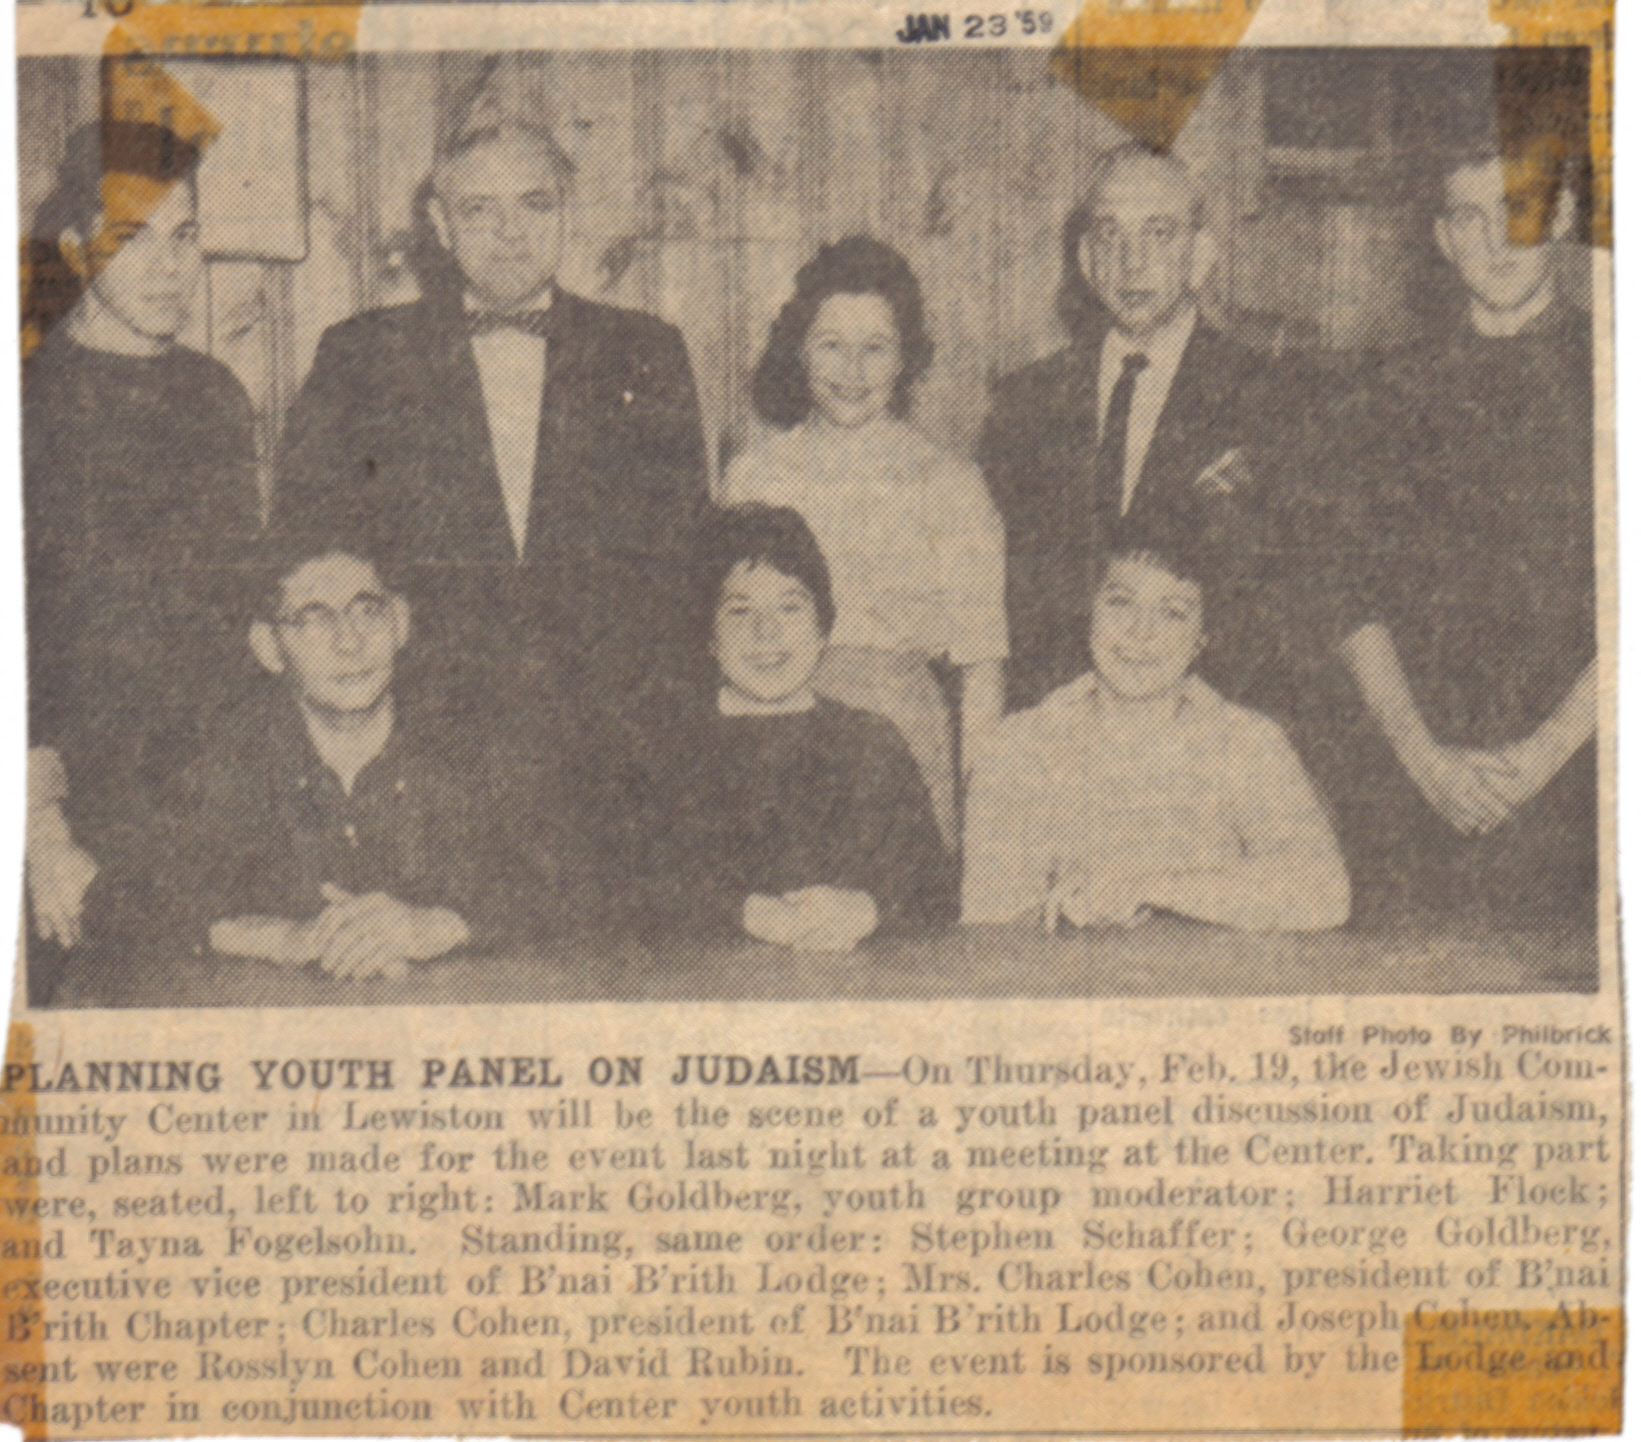 10
JAN 23 '59
Staff Photo By Philbrick
PLANNING YOUTH PANEL ON JUDAISM—On Thursday, Feb. 19, the Jewish Com-
munity Center in Lewiston will be the scene of a youth panel discussion of Judaism,
and plans were made for the event last night at a meeting at the Center. Taking part
were, seated, left to right: Mark Goldberg, youth group moderator; Harriet Flock;
and Tayna Fogelsohn. Standing, same order: Stephen Schaffer; George Goldberg,
executive vice president of B'nai B'rith Lodge; Mrs. Charles Cohen, president of B'nai
B'rith Chapter; Charles Cohen, president of B'nai B'rith Lodge; and Joseph Cohen. Ab-
sent were Rosslyn Cohen and David Rubin. The event is sponsored by the Lodge and
Chapter in conjunction with Center youth activities.